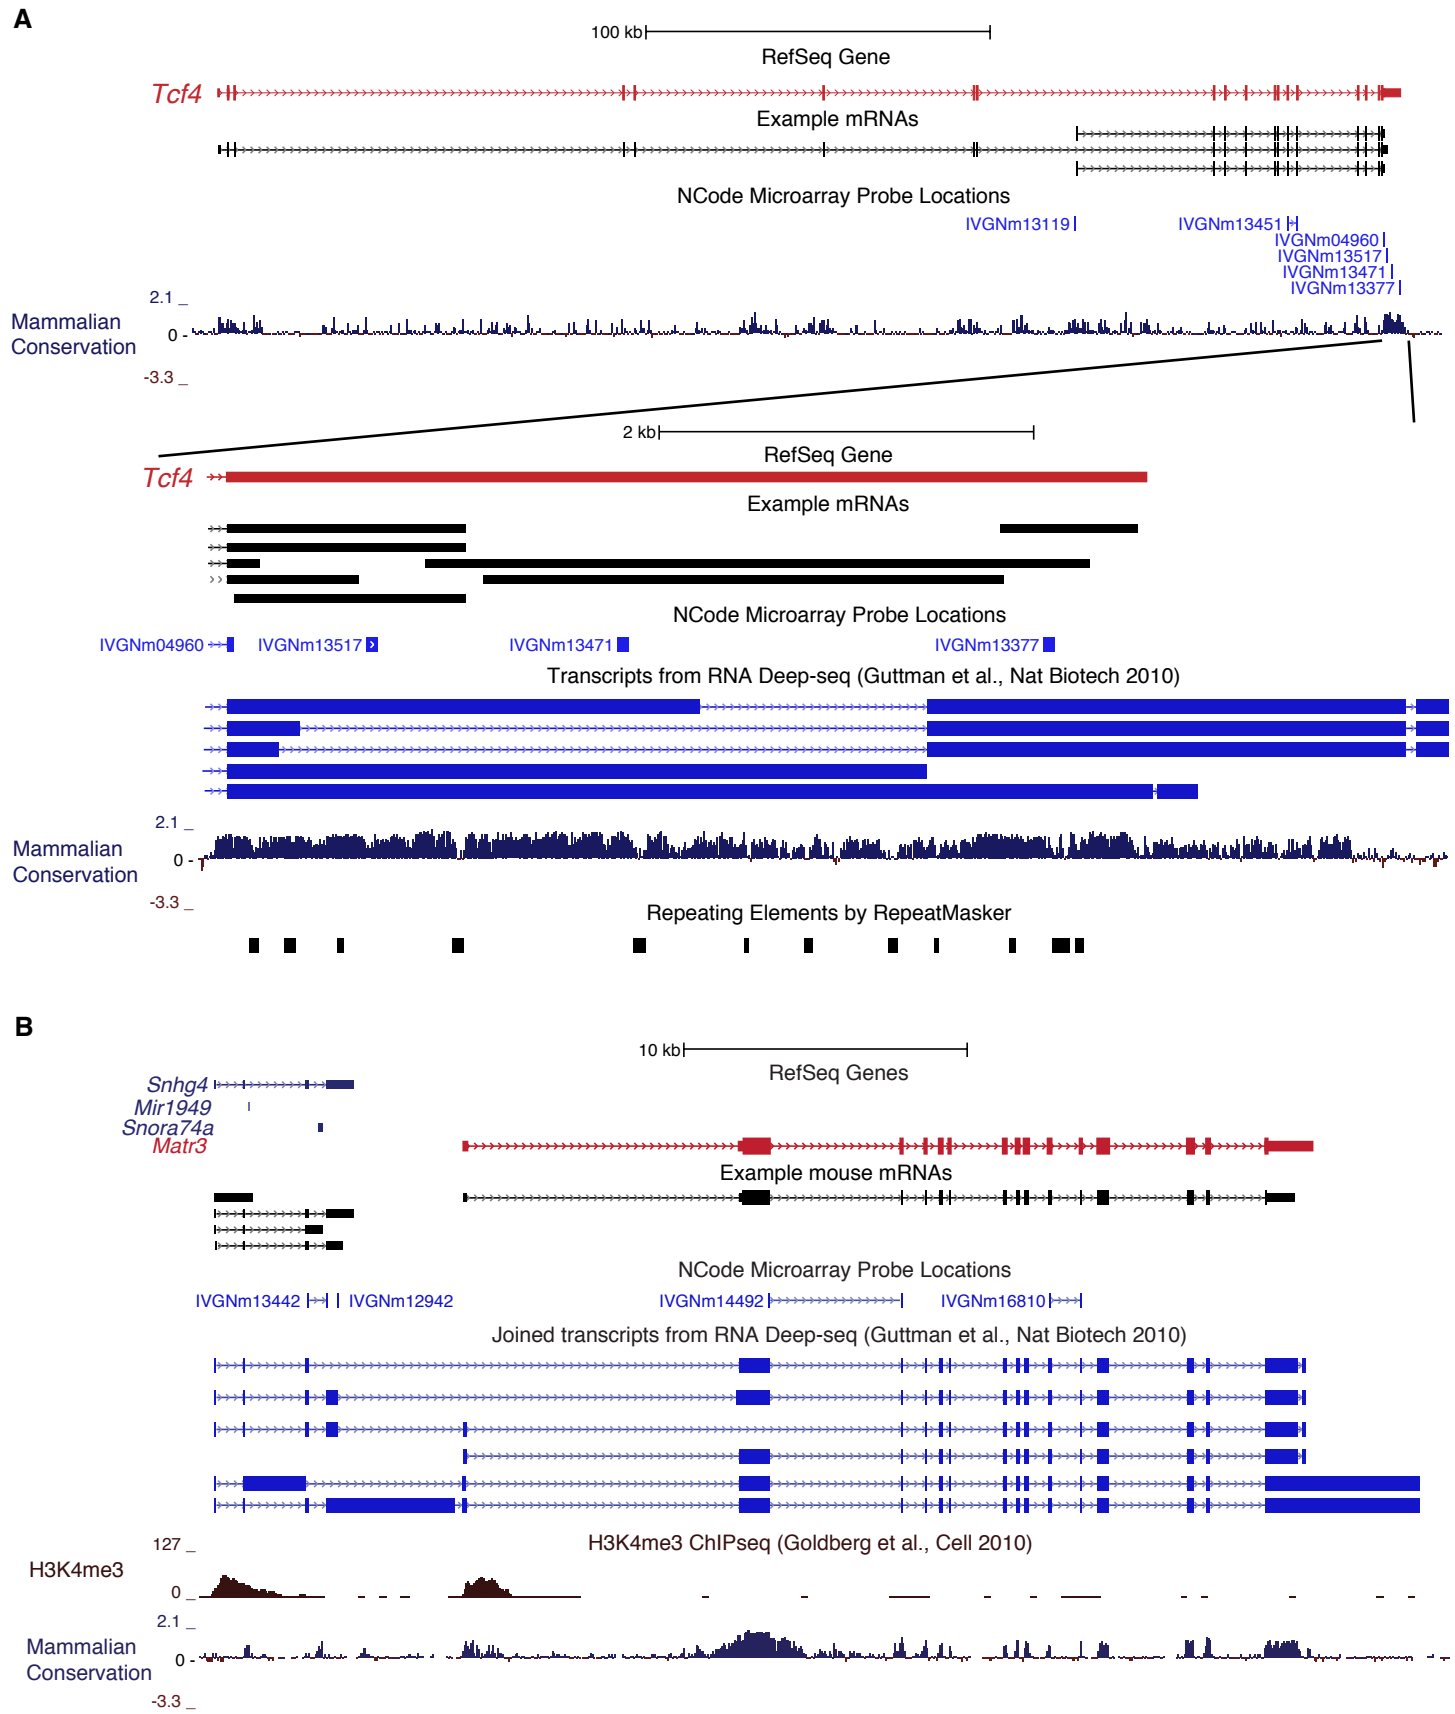 A
100 kb
RefSeq Gene
Tcf4
Example mRNAs
NCode Microarray Probe Locations
IVGNm13119
IVGNm13451
IVGNm04960
IVGNm13517
IVGNm13471
IVGNm13377
2.1 _
Mammalian
Conservation
0 -
-3.3 _
2 kb
RefSeq Gene
Tcf4
Example mRNAs
NCode Microarray Probe Locations
IVGNm04960 IVGNm13517 IVGNm13471 IVGNm13377
Transcripts from RNA Deep-seq (Guttman et al., Nat Biotech 2010)
2.1 _
Mammalian
Conservation
0 -
-3.3 _
Repeating Elements by RepeatMasker
B
10 kb
RefSeq Genes
Snhg4
Mir1949
Snora74a
Matr3
Example mouse mRNAs
NCode Microarray Probe Locations
IVGNm13442 IVGNm12942 IVGNm14492 IVGNm16810
Joined transcripts from RNA Deep-seq (Guttman et al., Nat Biotech 2010)
H3K4me3 ChIPseq (Goldberg et al., Cell 2010)
127 _
H3K4me3
0 _
2.1 _
Mammalian
Conservation
0 -
-3.3 _